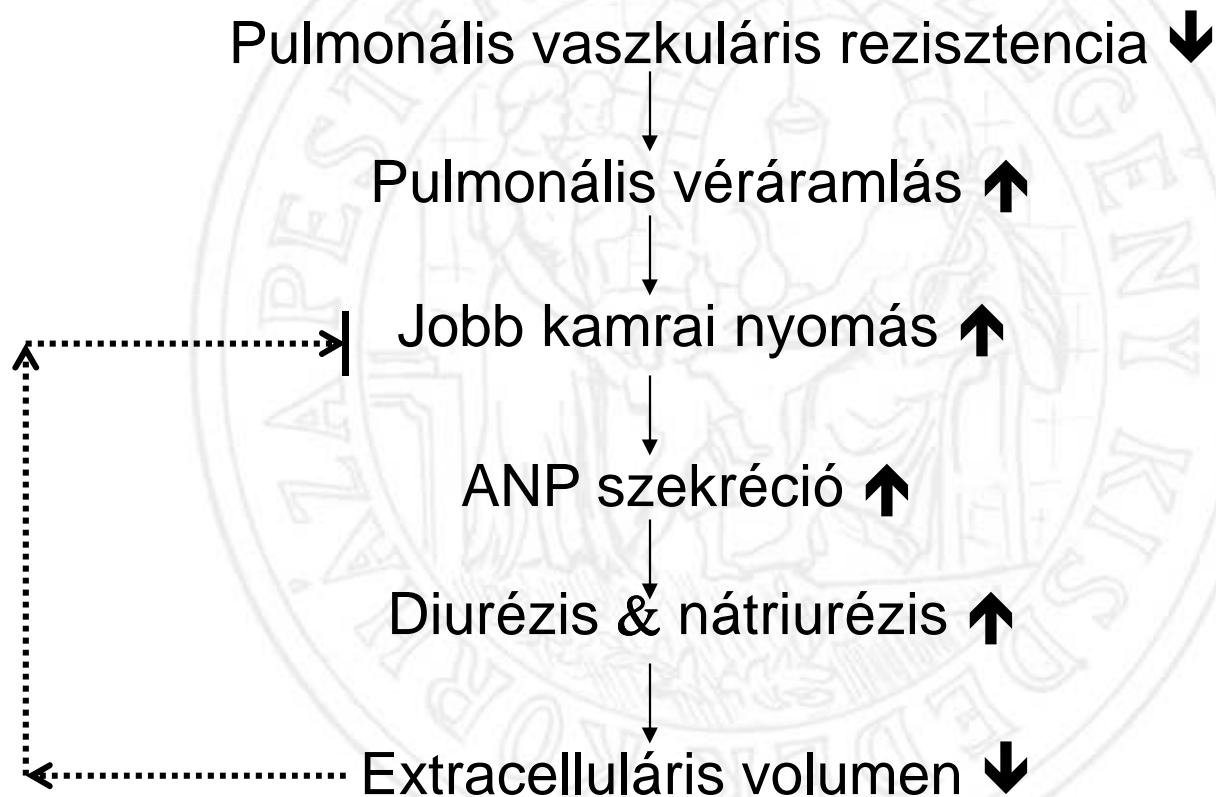 Pulmonális vaszkuláris rezisztencia ↓
Pulmonális véráramlás ↑
Jobb kamrai nyomás ↑
ANP szekréció ↑
Diurézis & nátriurézis ↑
Extracelluláris volumen ↓